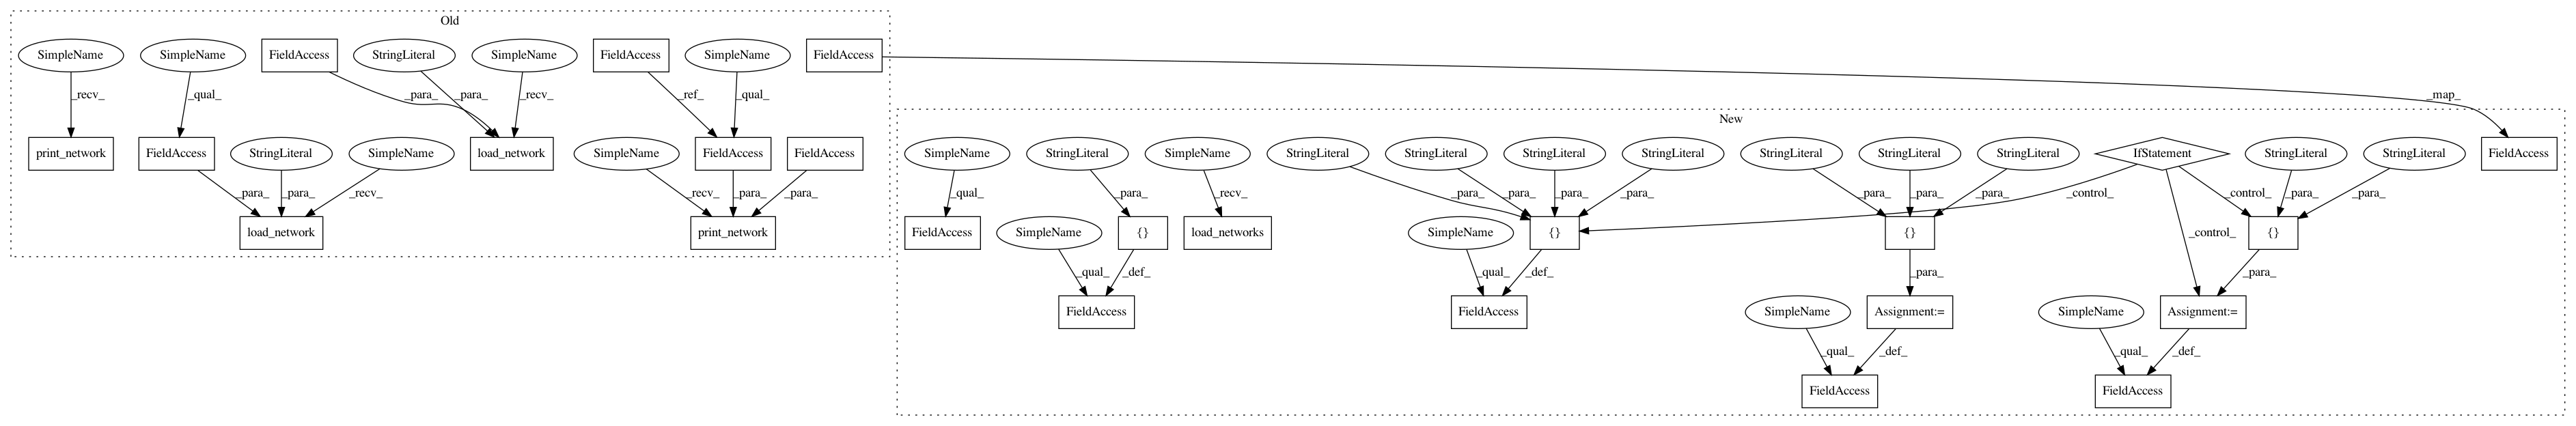 Old
SimpleName
SimpleName
FieldAccess
StringLiteral
SimpleName
FieldAccess
SimpleName
FieldAccess
_recv_
_qual_
_para_
_para_
_recv_
_ref_
_qual_
_map_
print_network
FieldAccess
StringLiteral
SimpleName
load_network
SimpleName
FieldAccess
FieldAccess
_para_
_para_
_recv_
_recv_
_para_
_para_
load_network
print_network
New
SimpleName
StringLiteral
SimpleName
StringLiteral
StringLiteral
StringLiteral
StringLiteral
StringLiteral
StringLiteral
StringLiteral
IfStatement
StringLiteral
StringLiteral
FieldAccess
_qual_
_para_
_recv_
_para_
_para_
_para_
_para_
_para_
_para_
_para_
_control_
_control_
_para_
_para_
FieldAccess
SimpleName
{}
load_networks
SimpleName
{}
{}
_control_
{}
_qual_
_def_
_qual_
_def_
_para_
_para_
FieldAccess
FieldAccess
SimpleName
Assignment:=
SimpleName
Assignment:=
_qual_
_def_
_qual_
_def_
FieldAccess
FieldAccess